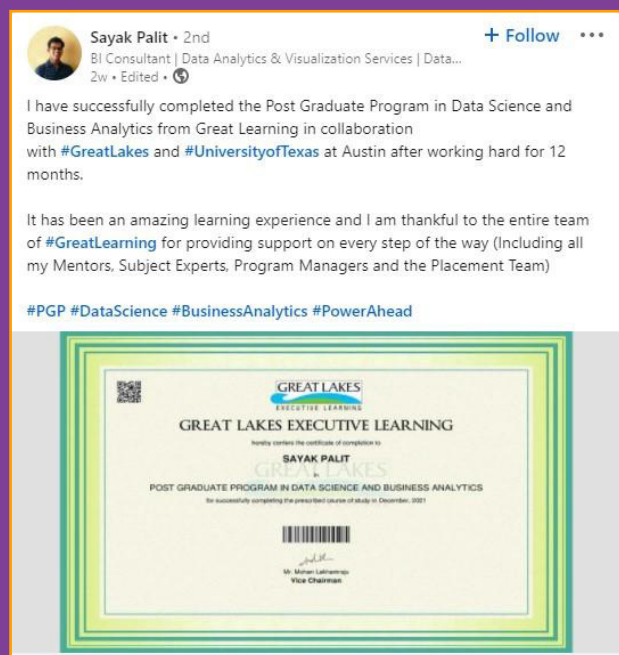 Sayak Palit • 2nd
+ Follow •••
BI Consultant | Data Analytics & Visualization Services | Data...
2w • Edited •
I have successfully completed the Post Graduate Program in Data Science and
Business Analytics from Great Learning in collaboration
with #GreatLakes and #UniversityofTexas at Austin after working hard for 12
months.
It has been an amazing learning experience and I am thankful to the entire team
of #GreatLearning for providing support on every step of the way (Including all
my Mentors, Subject Experts, Program Managers and the Placement Team)
#PGP #DataScience #BusinessAnalytics #PowerAhead
GREAT LAKES
EXECUTIVE LEARNING
GREAT LAKES EXECUTIVE LEARNING
hereby confers the certificate of completion to
SAYAK PALIT
GREAT LAKES
in
POST GRADUATE PROGRAM IN DATA SCIENCE AND BUSINESS ANALYTICS
for successfully completing the prescribed course of study in December, 2021
Mr. Mohan Lakhamraju
Vice Chairman